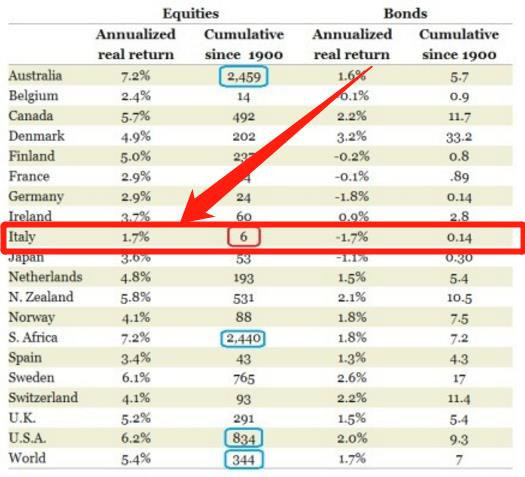 Equities Bonds
Annualized Cumulative Annualized Cumulative
real return since 1900 real return since 1900
Australia 7.2% 2,459 1.6% 5.7
Belgium 2.4% 14 0.1% 0.9
Canada 5.7% 492 2.2% 11.7
Denmark 4.9% 202 3.2% 33.2
Finland 5.0% -0.2% 0.8
France 2.9% -0.1% .89
Germany 2.9% 24 -1.8% 0.14
Ireland 3.7% 60 0.9% 2.8
Italy 1.7% 6 -1.7% 0.14
Japan 3.6% 53 -1.1% 0.30
Netherlands 4.8% 193 1.5% 5.4
N. Zealand 5.8% 531 2.1% 10.5
Norway 4.1% 88 1.8% 7.5
S. Africa 7.2% 2,440 1.8% 7.2
Spain 3.4% 43 1.3% 4.3
Sweden 6.1% 765 2.6% 17
Switzerland 4.1% 93 2.2% 11.4
U.K. 5.2% 291 1.5% 5.4
U.S.A. 6.2% 834 2.0% 9.3
World 5.4% 344 1.7% 7